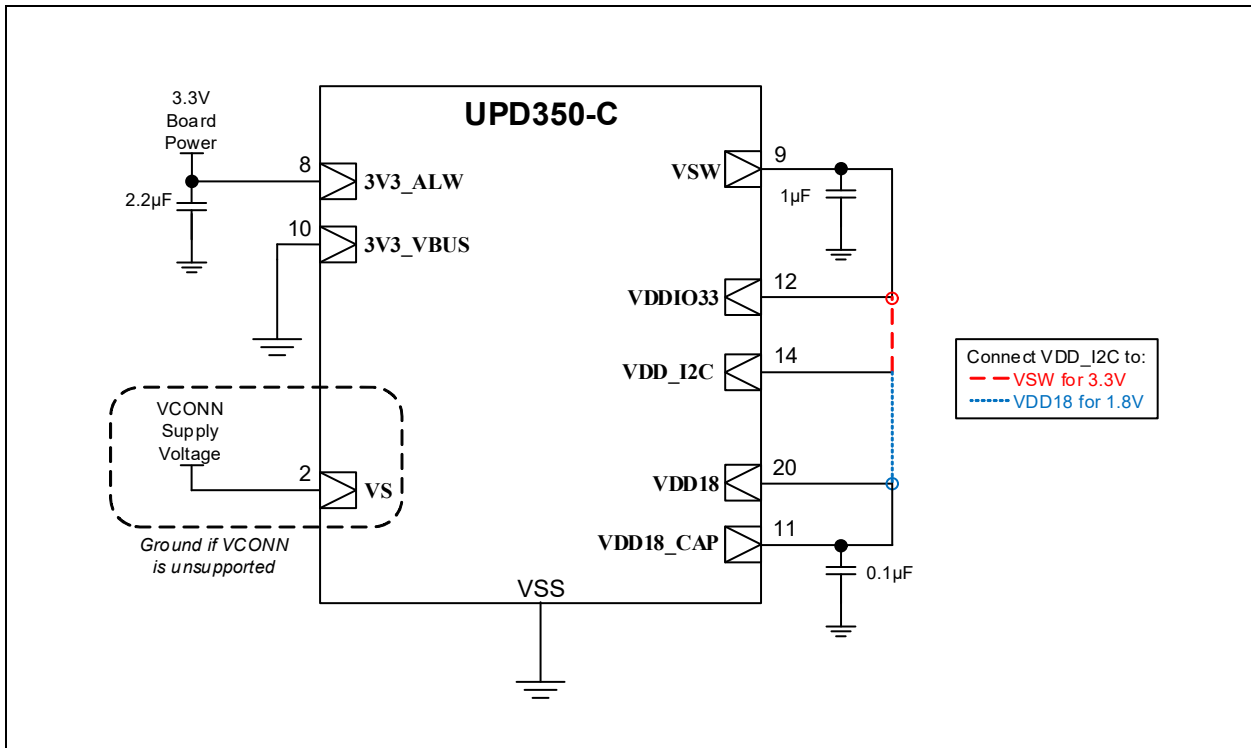 UPD350-C
3.3V
Board
Power
2.2µF
8
3V3_ALW
10
3V3_VBUS
VCONN
Supply
Voltage
2
VS
Ground if VCONN
is unsupported
VSS
VSW
9
1µF
VDDIO33
12
VDD_I2C
14
VDD18
20
VDD18_CAP
11
0.1µF
Connect VDD_I2C to:
VSW for 3.3V
VDD18 for 1.8V